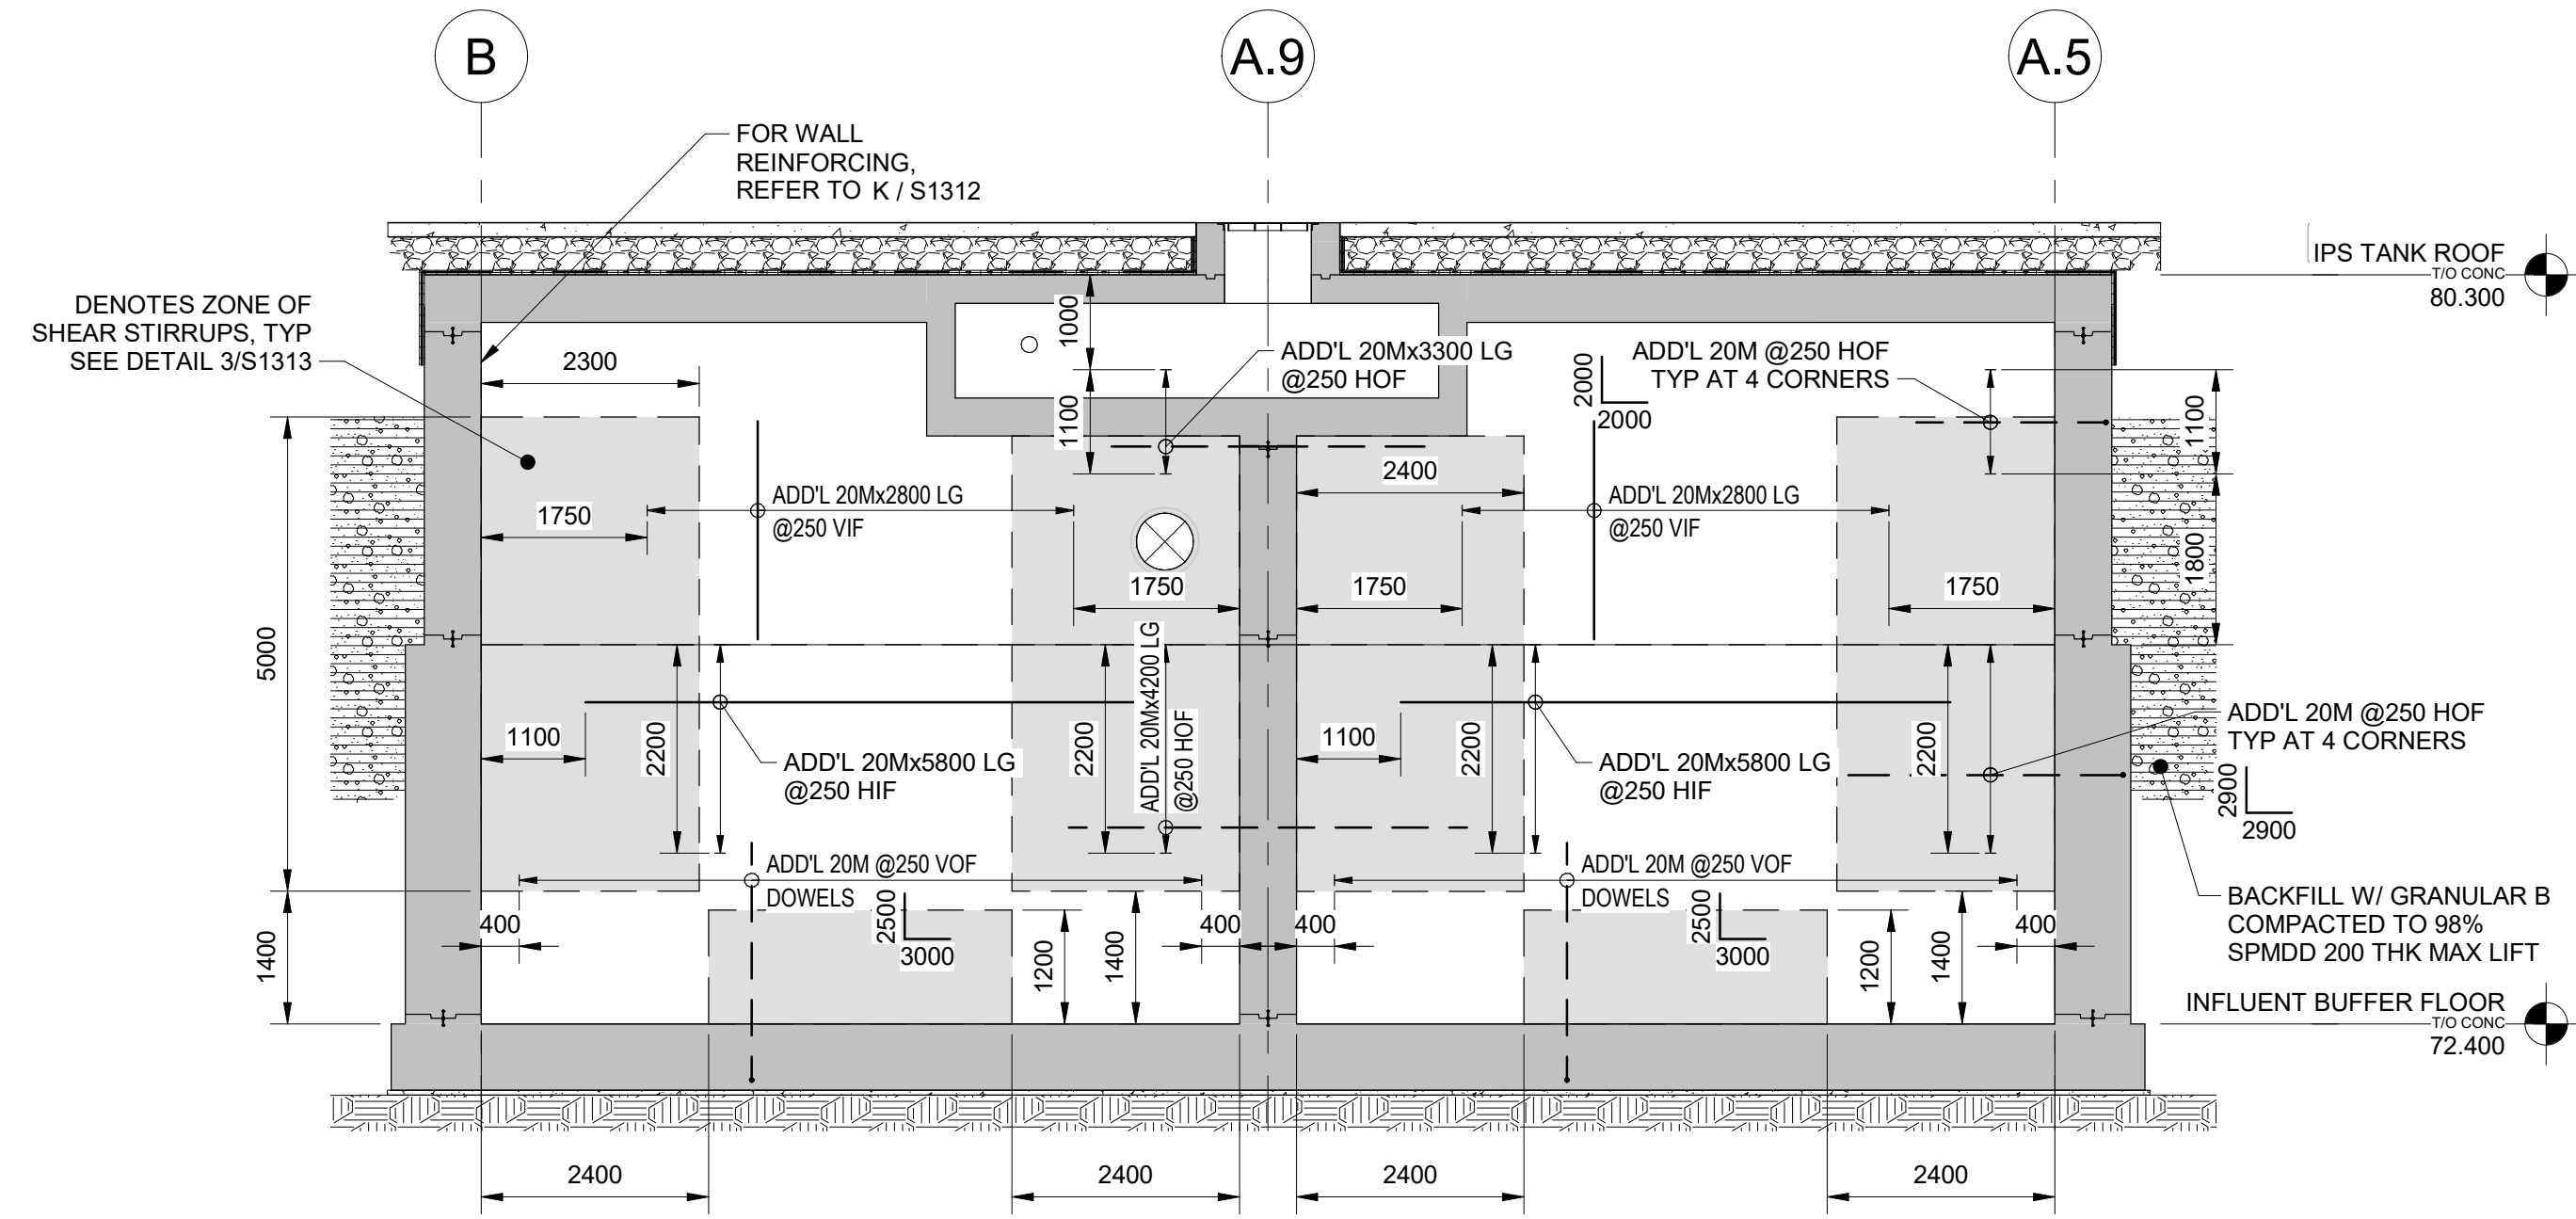 B
A.9
A.5
FOR WALL
REINFORCING,
REFER TO K / S1312
IPS TANK ROOF
T/O CONC
80.300
DENOTES ZONE OF
SHEAR STIRRUPS, TYP
SEE DETAIL 3/S1313
2300
1000
1100
ADD'L 20Mx3300 LG
@250 HOF
2000
2000
ADD'L 20M @250 HOF
TYP AT 4 CORNERS
1100
1800
2400
ADD'L 20Mx2800 LG
@250 VIF
ADD'L 20Mx2800 LG
@250 VIF
1750
1750
1750
1750
5000
ADD'L 20Mx4200 LG
@250 HOF
1100
2200
ADD'L 20Mx5800 LG
@250 HIF
2200
1100
2200
ADD'L 20Mx5800 LG
@250 HIF
2200
ADD'L 20M @250 HOF
TYP AT 4 CORNERS
2900
2900
ADD'L 20M @250 VOF
DOWELS
2500
3000
ADD'L 20M @250 VOF
DOWELS
2500
3000
BACKFILL W/ GRANULAR B
COMPACTED TO 98%
SPMDD 200 THK MAX LIFT
1400
400
1200
1400
400
400
1200
1400
400
INFLUENT BUFFER FLOOR
T/O CONC
72.400
2400
2400
2400
2400